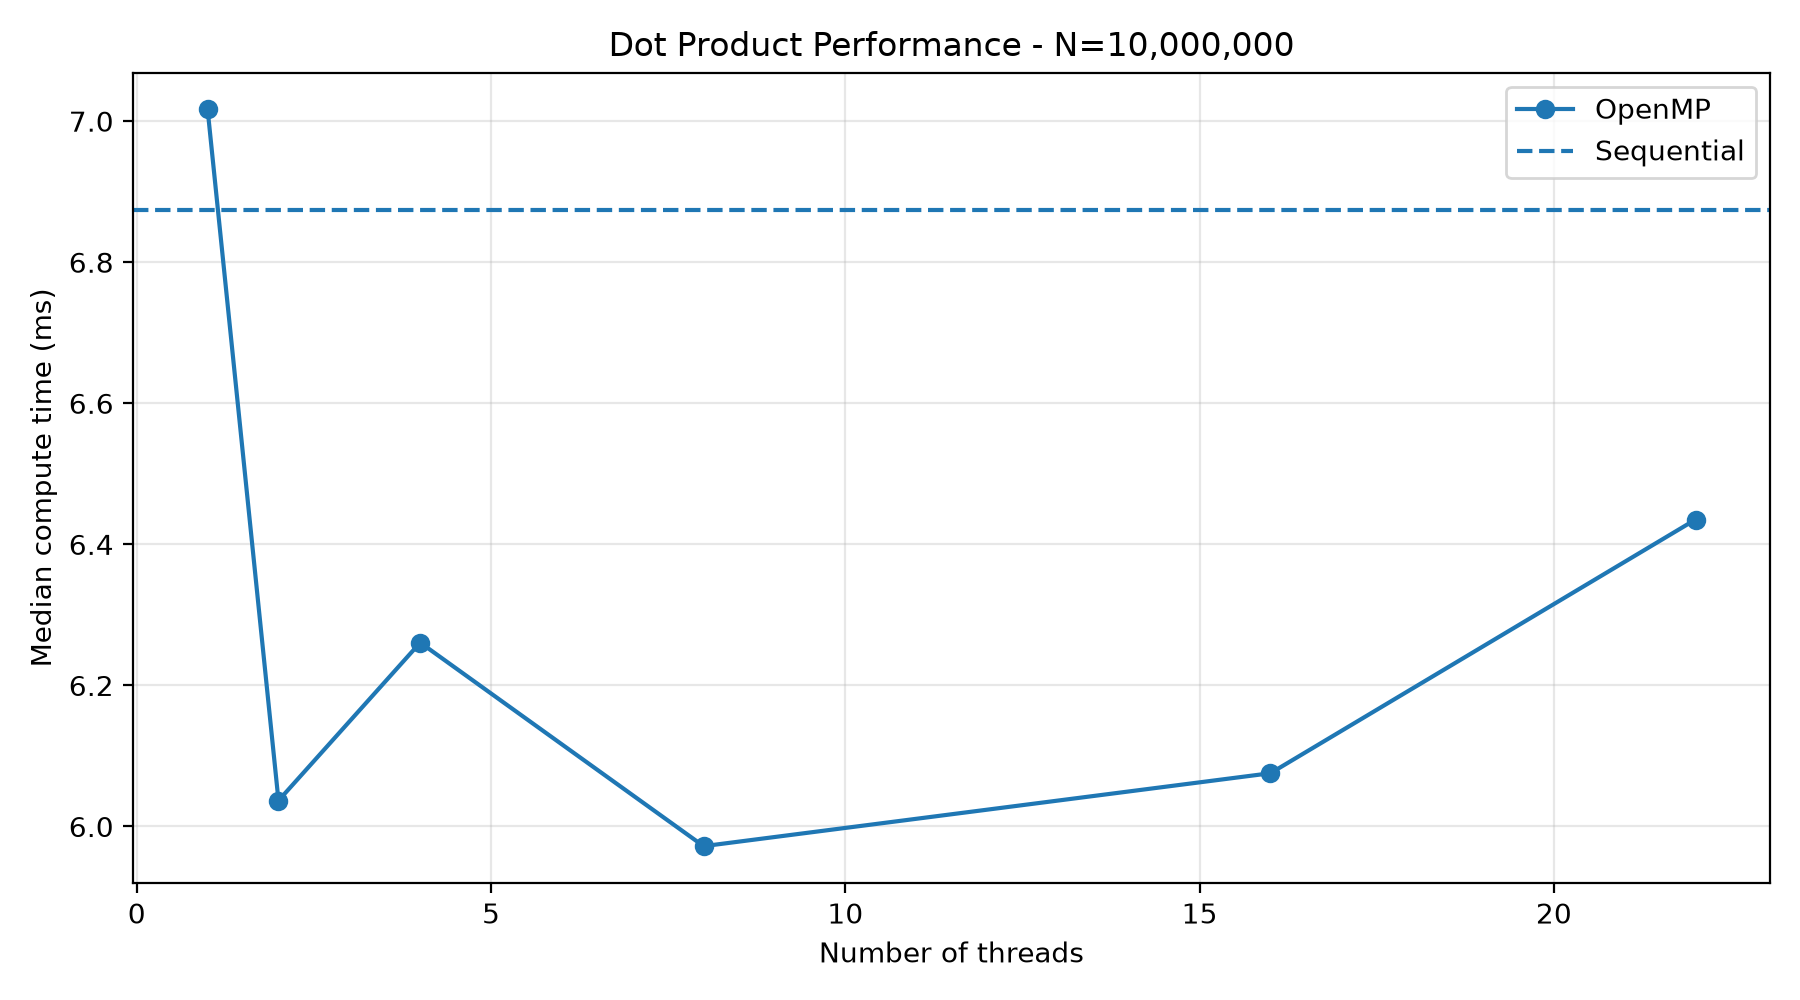 Dot Product Performance - N=10,000,000
OpenMP
Sequential
Median compute time (ms)
7.0
6.8
6.6
6.4
6.2
6.0
0
5
10
15
20
Number of threads